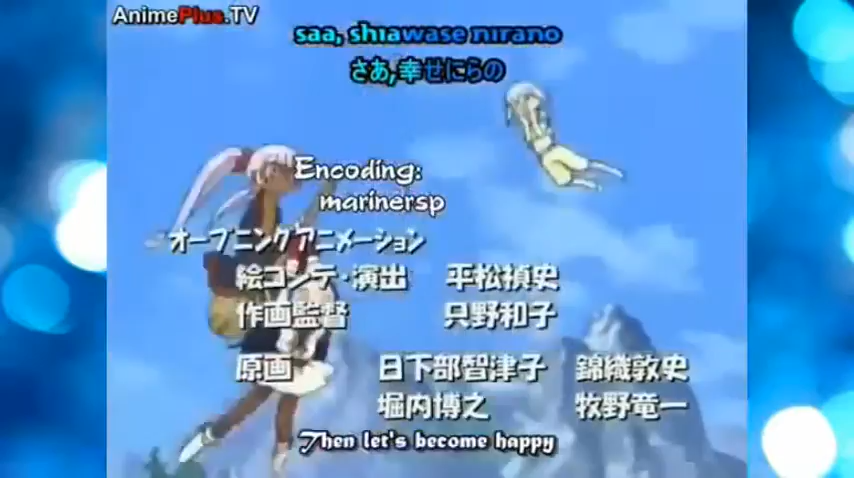 AnimePlus.TV
saa, shiawase nirano
さあ,幸せにらの
Encoding:
marinersp
オープニングアニメーション
絵コンテ・演出 平松禎史
作画監督 只野和子
原画 日下部智津子 錦織敦史
堀内博之 牧野竜一
Then let's become happy